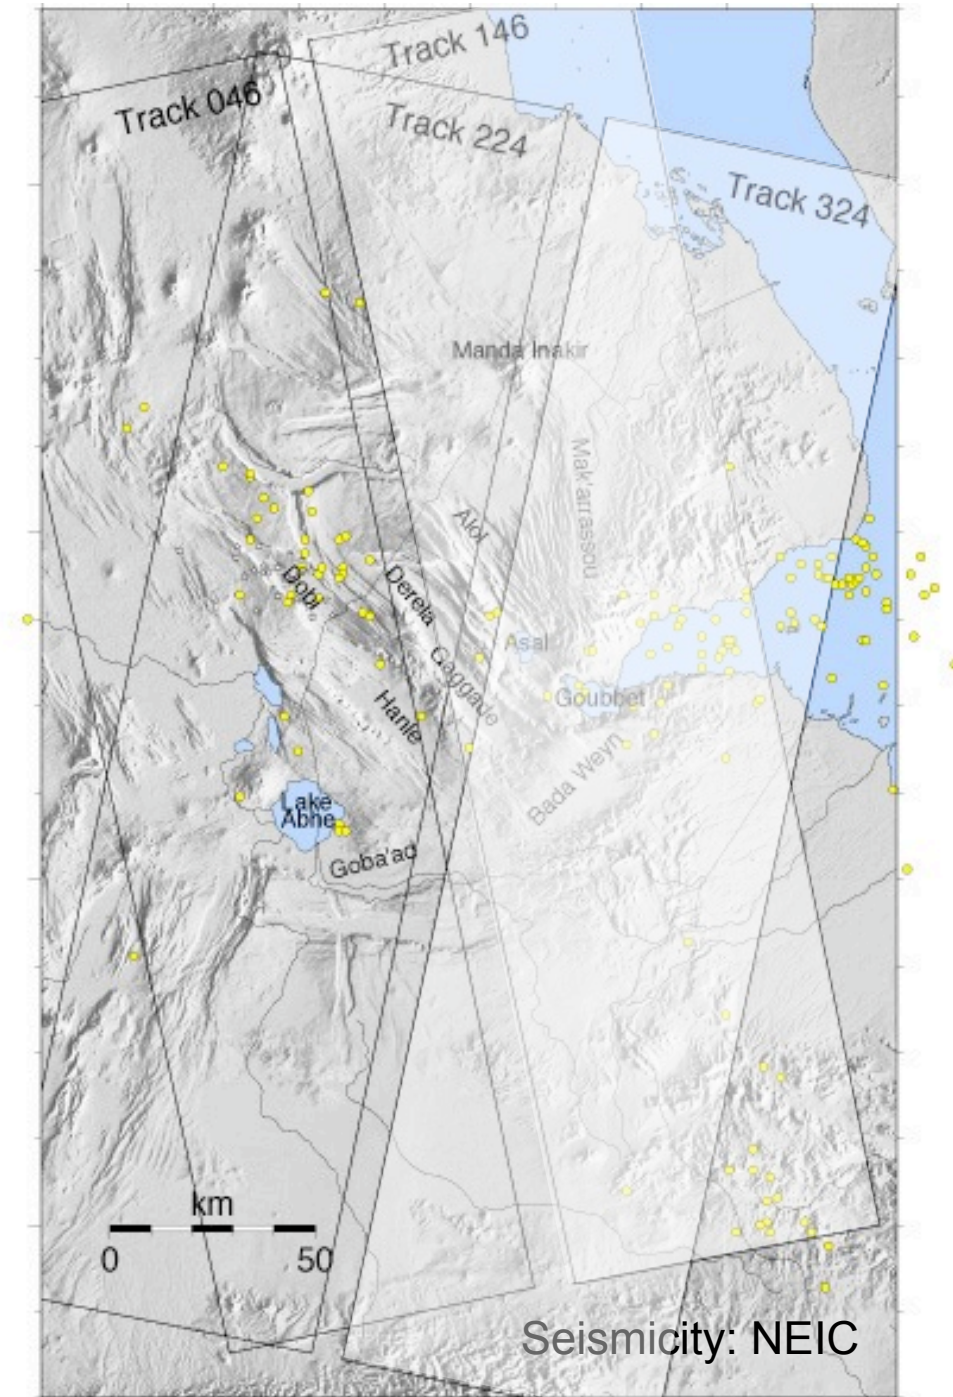 Track 146
Track 046
Track 224
Track 324
Manda Inakir
Mak'arrassou
Alol
Dobi
Derela
Asal
Gaggade
Hanle
Goubbet
Bada Weyn
Lake
Abhe
Goba'ad
km
0 50
Seismicity: NEIC